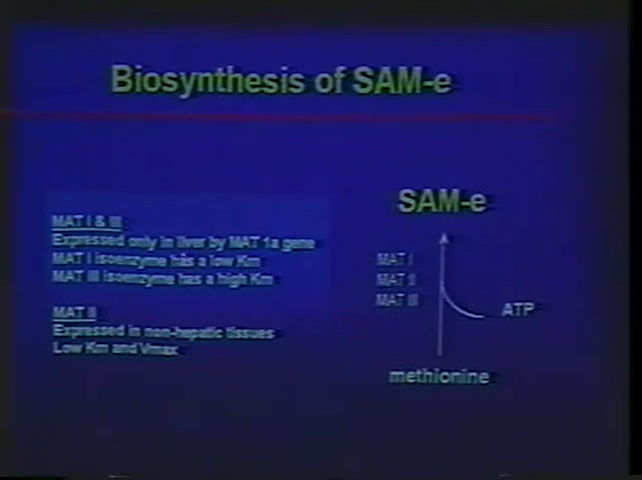 Biosynthesis of SAM-e
MAT I & III
Expressed only in liver by MAT 1a gene
MAT I isoenzyme has a low Km
MAT III isoenzyme has a high Km
MAT II
Expressed in non-hepatic tissues
Low Km and Vmax
SAM-e
MAT I
MAT II
MAT III
ATP
methionine